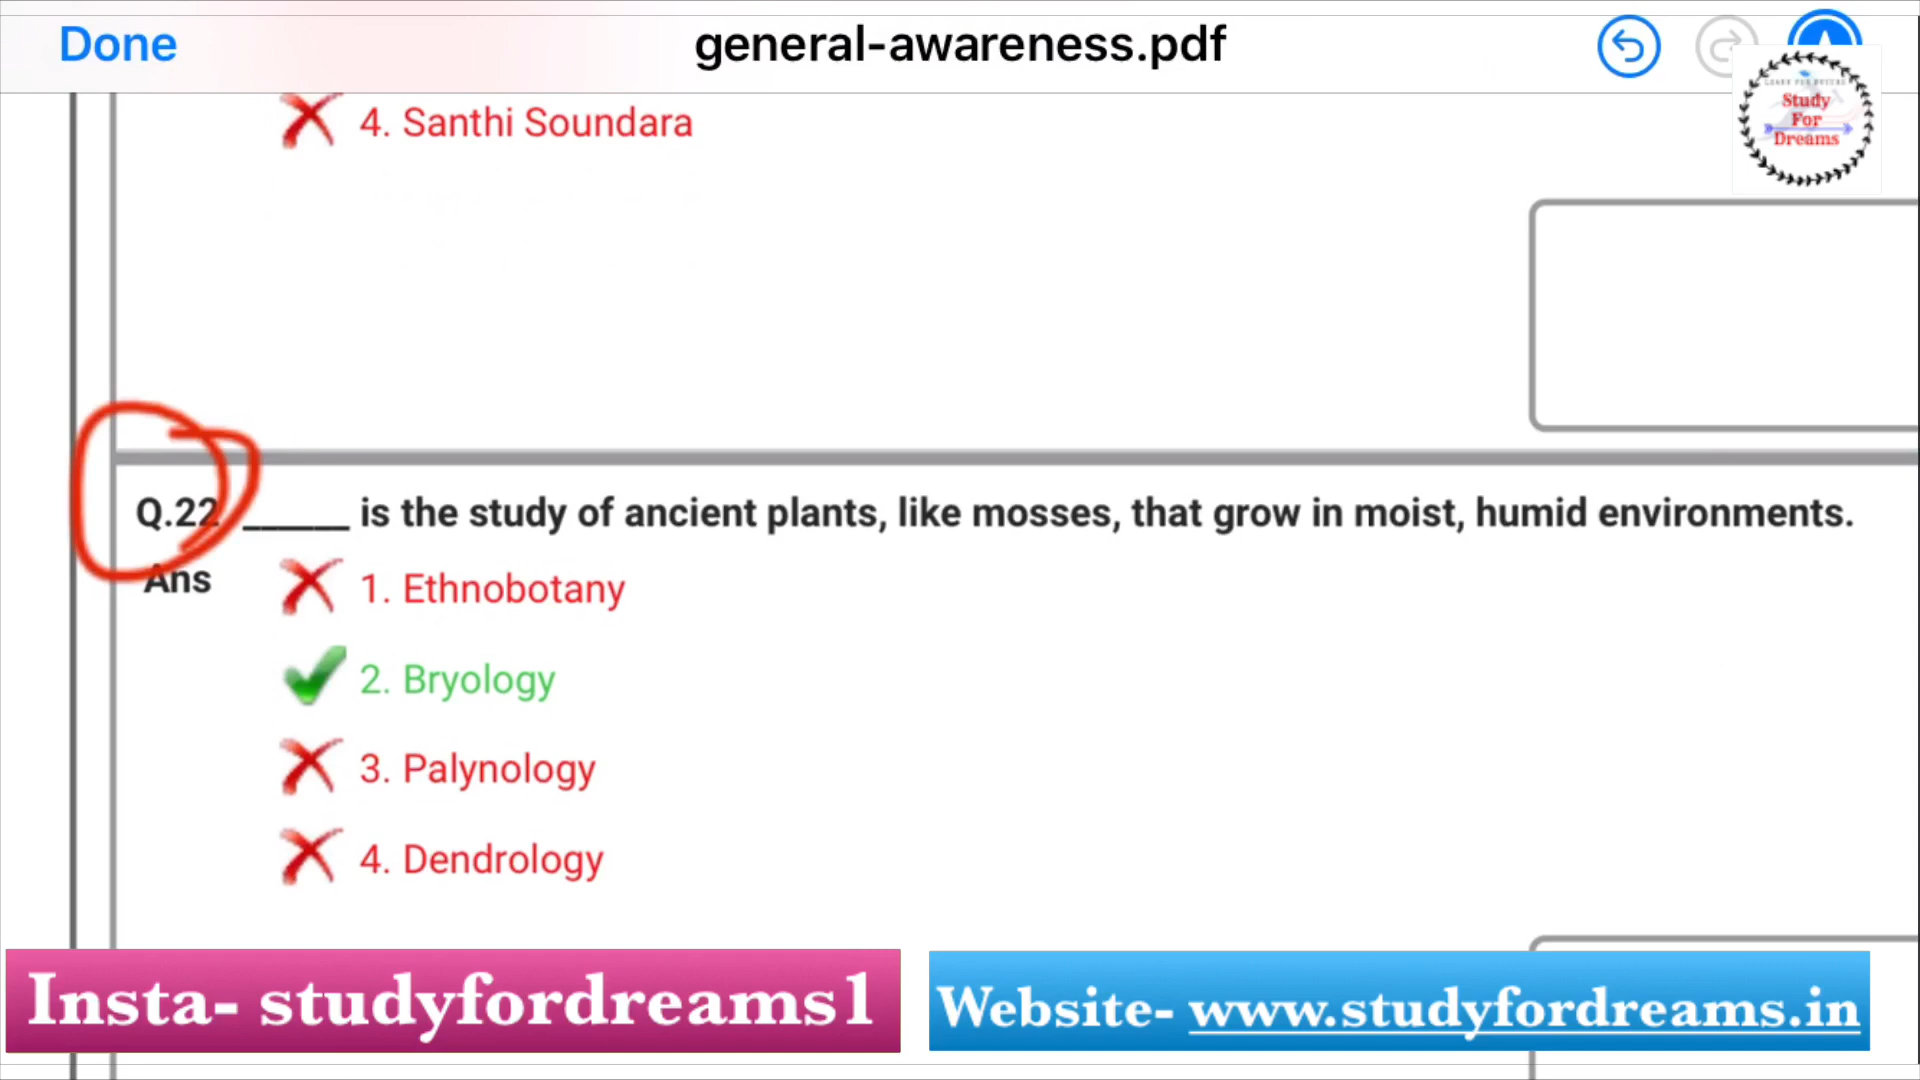 Done
general-awareness.pdf
Study
For
Dreams
4. Santhi Soundara
Q.22 ______ is the study of ancient plants, like mosses, that grow in moist, humid environments.
Ans
1. Ethnobotany
2. Bryology
3. Palynology
4. Dendrology
Insta- studyfordreams1
Website- www.studyfordreams.in